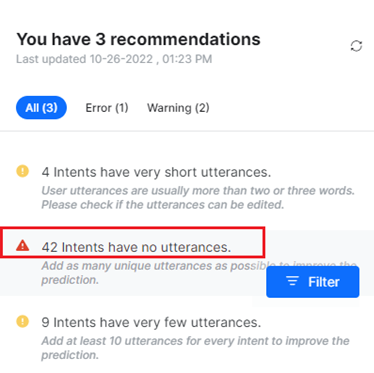 You have 3 recommendations
Last updated 10-26-2022 , 01:23 PM
All (3) Error (1) Warning (2)
4 Intents have very short utterances.
User utterances are usually more than two or three words.
Please check if the utterances can be edited.
42 Intents have no utterances.
Add as many unique utterances as possible to improve the
prediction.
Filter
9 Intents have very few utterances.
Add at least 10 utterances for every intent to improve the
prediction.